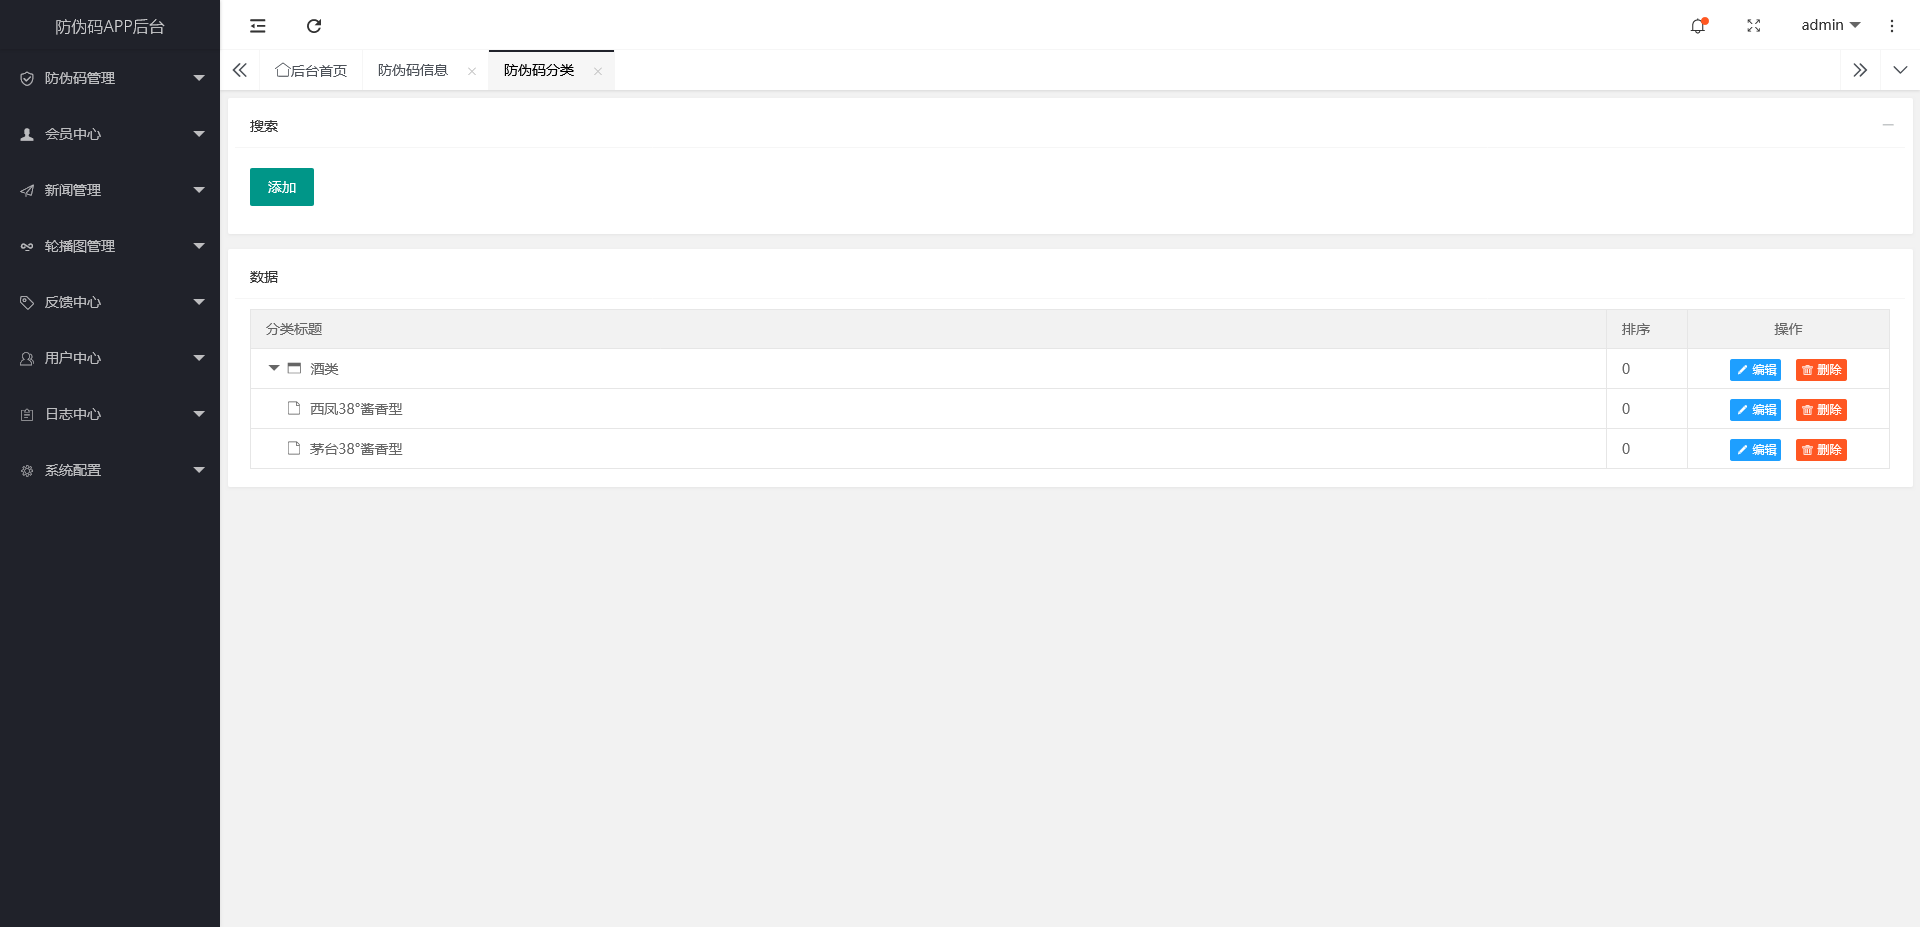 防伪码APP后台
admin
防伪码管理
会员中心
新闻管理
轮播图管理
反馈中心
用户中心
日志中心
系统配置
后台首页 防伪码信息 防伪码分类
搜索
添加
数据
分类标题 排序 操作
酒类 0 编辑 删除
西凤38°酱香型 0 编辑 删除
茅台38°酱香型 0 编辑 删除